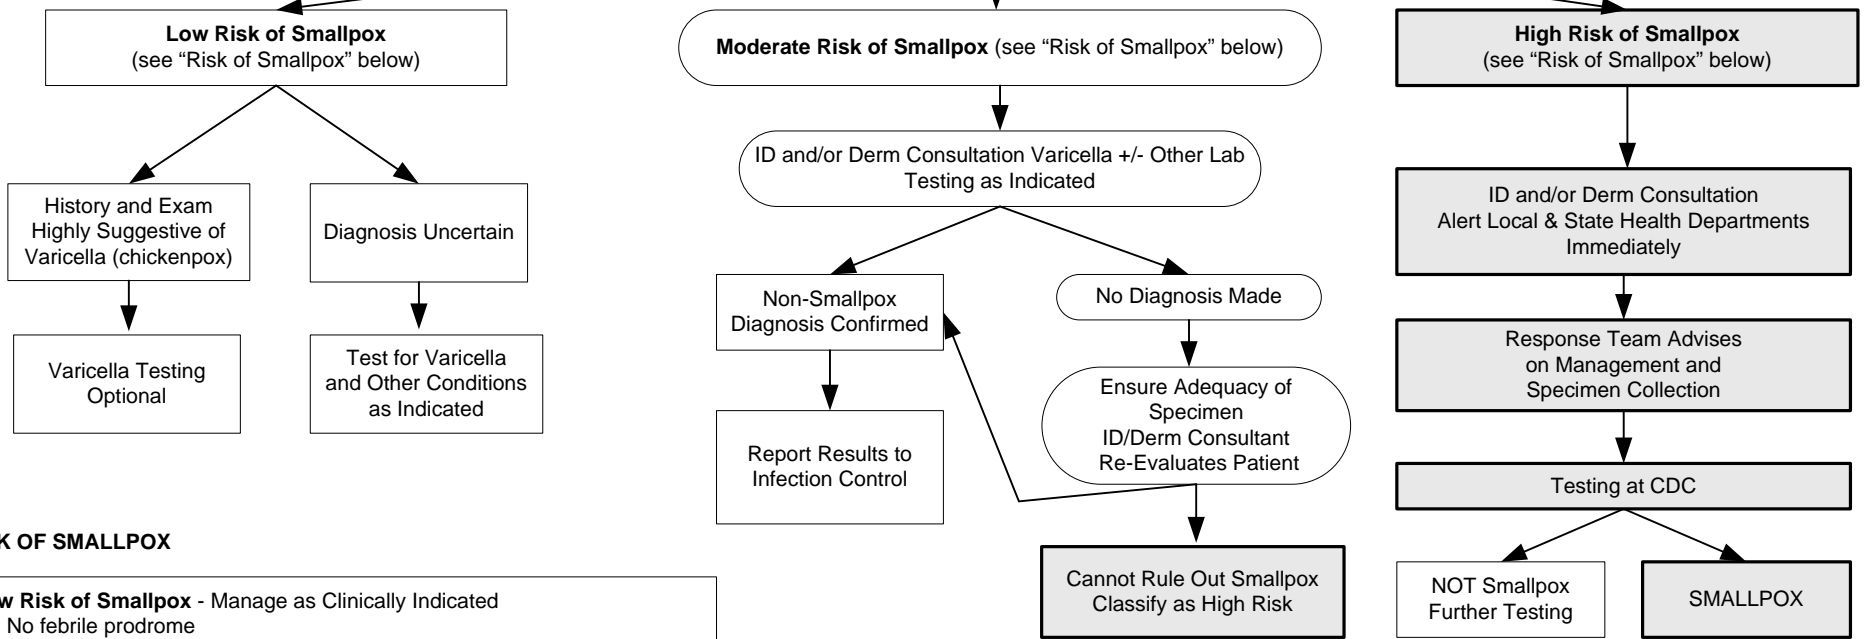 Low Risk of Smallpox
(see “Risk of Smallpox” below)
History and Exam
Highly Suggestive of
Varicella (chickenpox)
Diagnosis Uncertain
Varicella Testing
Optional
Test for Varicella
and Other Conditions
as Indicated
Moderate Risk of Smallpox (see “Risk of Smallpox” below)
ID and/or Derm Consultation Varicella +/- Other Lab
Testing as Indicated
Non-Smallpox
Diagnosis Confirmed
No Diagnosis Made
Report Results to
Infection Control
Ensure Adequacy of
Specimen
ID/Derm Consultant
Re-Evaluates Patient
Cannot Rule Out Smallpox
Classify as High Risk
High Risk of Smallpox
(see “Risk of Smallpox” below)
ID and/or Derm Consultation
Alert Local & State Health Departments
Immediately
Response Team Advises
on Management and
Specimen Collection
Testing at CDC
NOT Smallpox
Further Testing
SMALLPOX
K OF SMALLPOX
w Risk of Smallpox - Manage as Clinically Indicated
No febrile prodrome